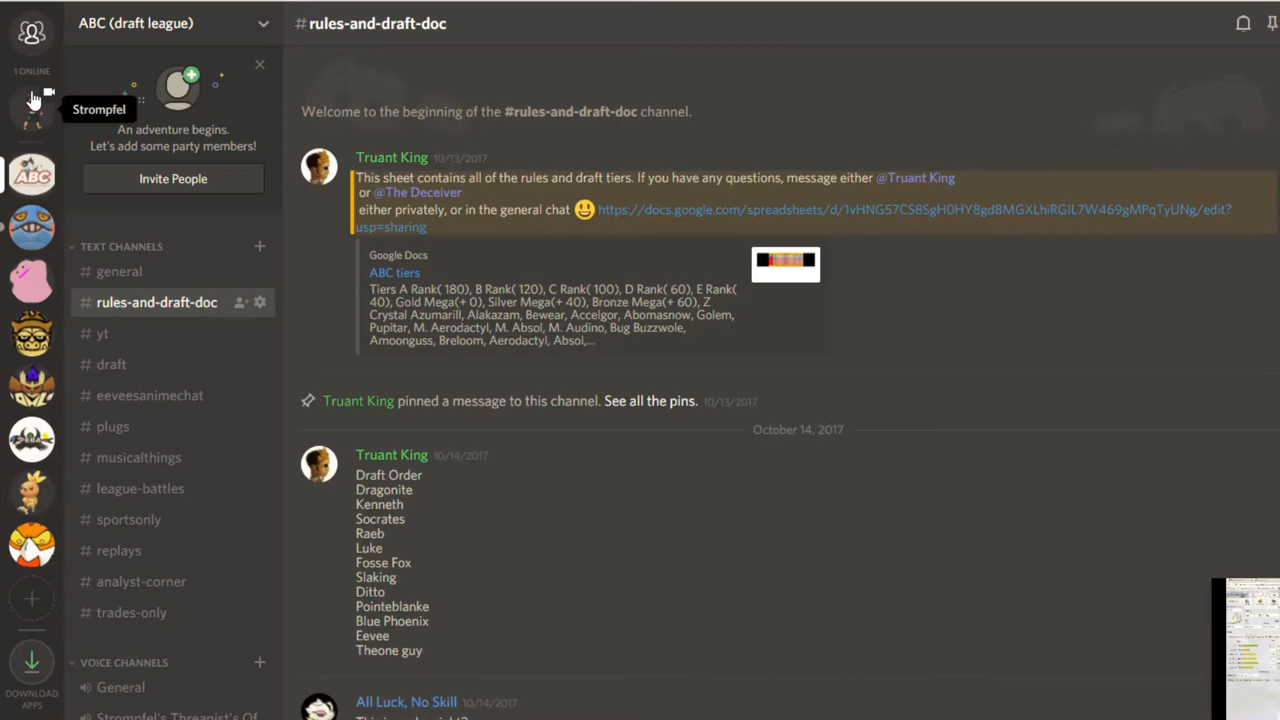 ABC (draft league)
# rules-and-draft-doc
1 ONLINE
Strompfel
An adventure begins.
Let's add some party members!
Invite People
ABC
TEXT CHANNELS
# general
# rules-and-draft-doc
# yt
# draft
# eeveesanimechat
# plugs
# musicalthings
# league-battles
# sportsonly
# replays
# analyst-corner
# trades-only
VOICE CHANNELS
General
Strompfel's Threapist's Of
DOWNLOAD
APPS
Welcome to the beginning of the #rules-and-draft-doc channel.
Truant King 10/13/2017
This sheet contains all of the rules and draft tiers. If you have any questions, message either @Truant King
or @The Deceiver
either privately, or in the general chat https://docs.google.com/spreadsheets/d/1vHNG57CS8SgH0HY8gd8MGXLhiRGlL7W469gMPqTyUNg/edit?
usp=sharing
Google Docs
ABC tiers
Tiers A Rank( 180), B Rank( 120), C Rank( 100), D Rank( 60), E Rank(
40), Gold Mega(+ 0), Silver Mega(+ 40), Bronze Mega(+ 60), Z
Crystal Azumarill, Alakazam, Bewear, Accelgor, Abomasnow, Golem,
Pupitar, M. Aerodactyl, M. Absol, M. Audino, Bug Buzzwole,
Amoonguss, Breloom, Aerodactyl, Absol,...
Truant King pinned a message to this channel. See all the pins. 10/13/2017
October 14, 2017
Truant King 10/14/2017
Draft Order
Dragonite
Kenneth
Socrates
Raeb
Luke
Fosse Fox
Slaking
Ditto
Pointeblanke
Blue Phoenix
Eevee
Theone guy
All Luck, No Skill 10/14/2017